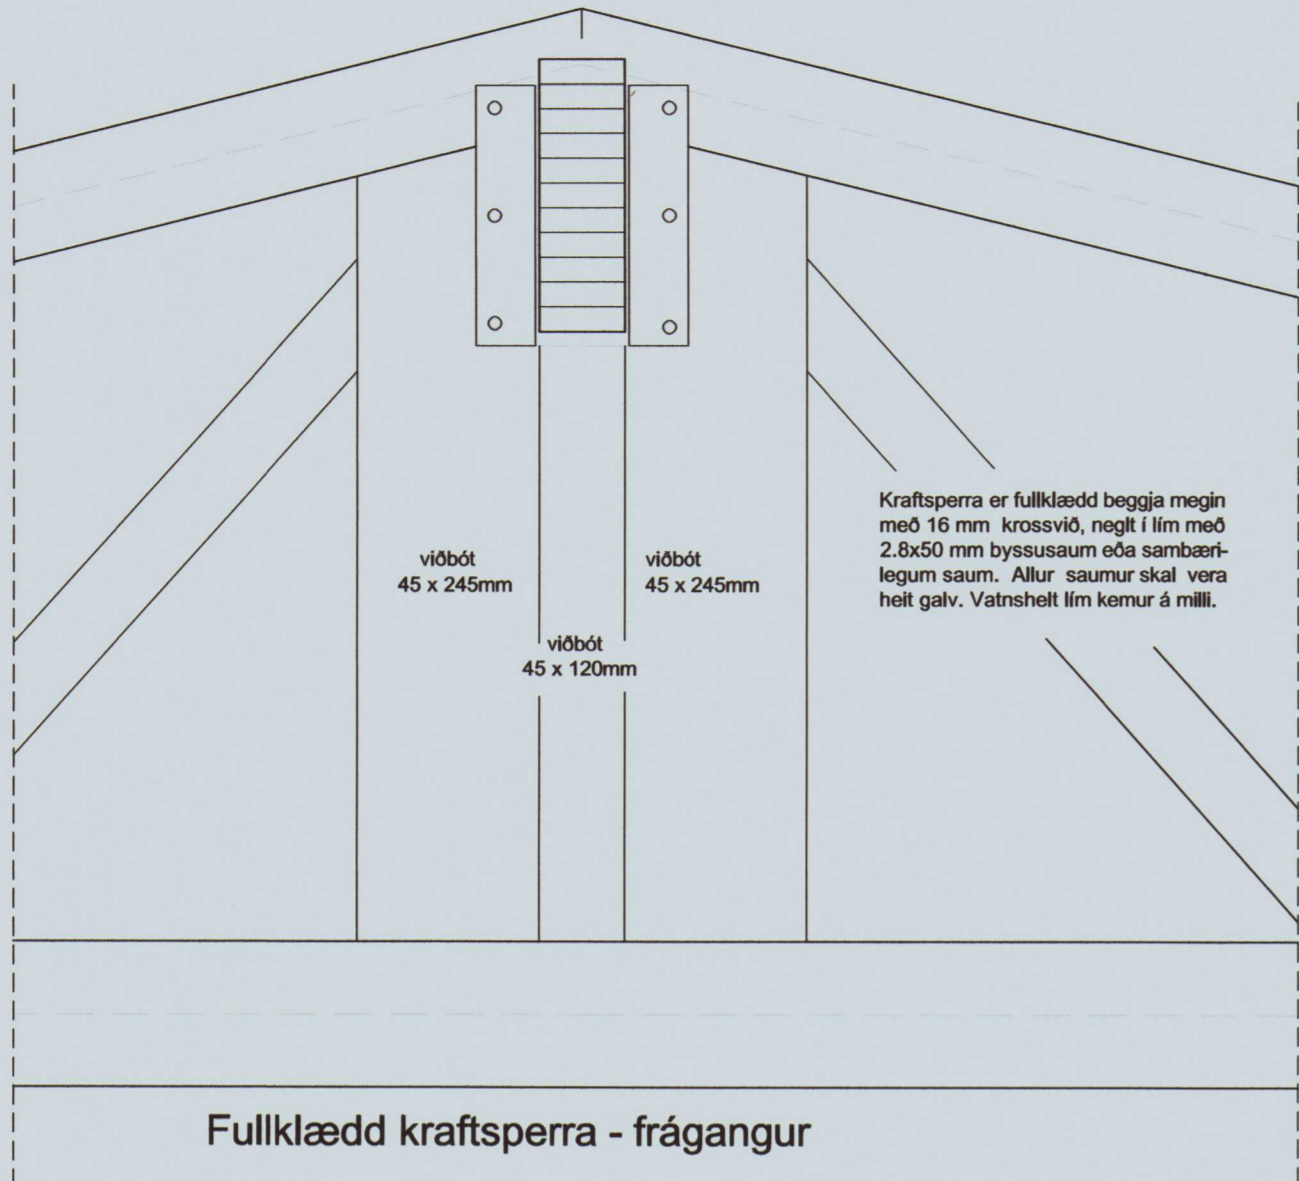 Kraftsperra er fullklædd beggja megin
með 16 mm krossvið, neglt í lím með
2.8x50 mm byssusaum eða sambæri-
legum saum. Allur saumur skal vera
heit galv. Vatnshelt lím kemur á milli.
viðbót
45 x 245mm
viðbót
45 x 245mm
viðbót
45 x 120mm
Fullklædd kraftsperra - frágangur